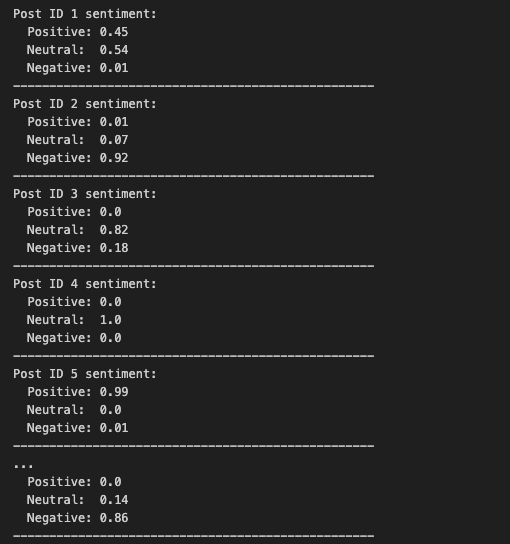 Post ID 1 sentiment:
  Positive: 0.45
  Neutral:  0.54
  Negative: 0.01
--------------------------------------------------
Post ID 2 sentiment:
  Positive: 0.01
  Neutral:  0.07
  Negative: 0.92
--------------------------------------------------
Post ID 3 sentiment:
  Positive: 0.0
  Neutral:  0.82
  Negative: 0.18
--------------------------------------------------
Post ID 4 sentiment:
  Positive: 0.0
  Neutral:  1.0
  Negative: 0.0
--------------------------------------------------
Post ID 5 sentiment:
  Positive: 0.99
  Neutral:  0.0
  Negative: 0.01
--------------------------------------------------
...
  Positive: 0.0
  Neutral:  0.14
  Negative: 0.86
--------------------------------------------------